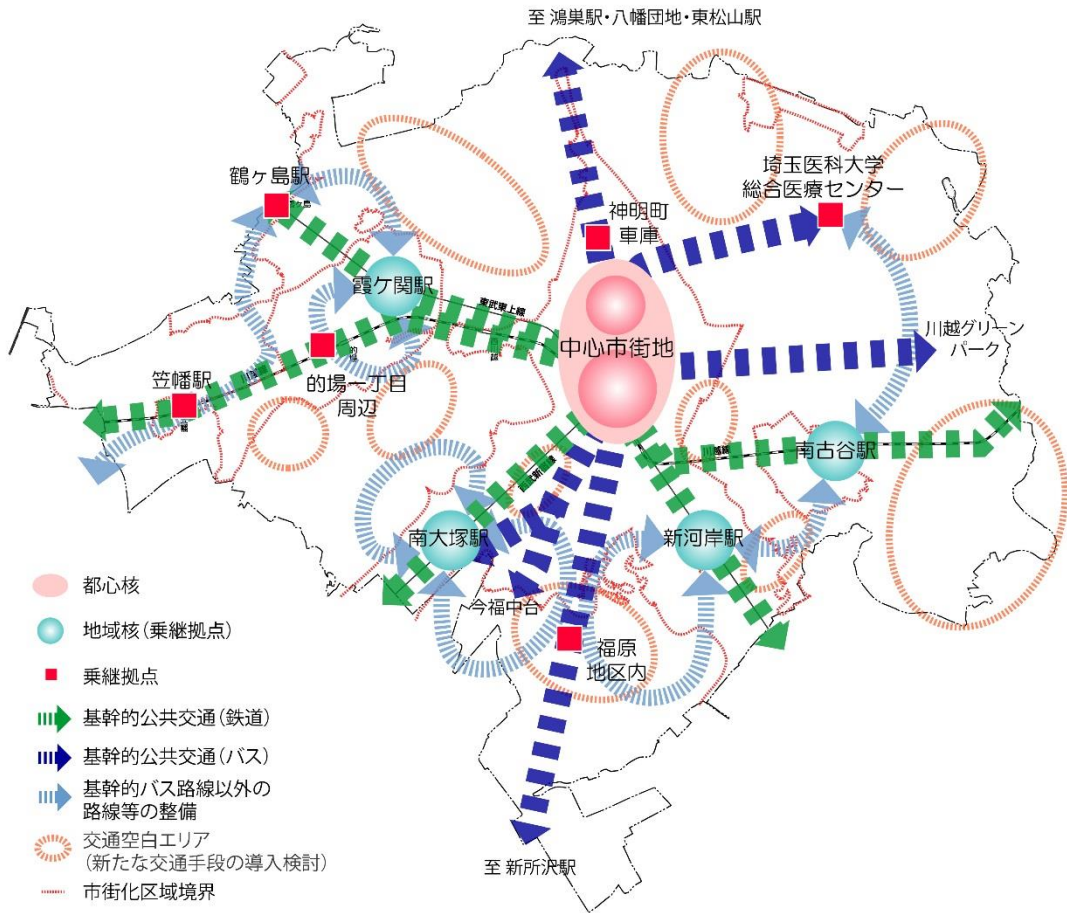 至 鴻巣駅・八幡団地・東松山駅
鶴ヶ島駅
埼玉医科大学
総合医療センター
神明町
車庫
霞ケ関駅
東武東上線
中心市街地
川越グリーン
パーク
笠幡駅
的場
的場一丁目
周辺
川越線
川越線
南古谷駅
南大塚駅
新河岸駅
今福中台
福原
地区内
至 新所沢駅
都心核
地域核(乗継拠点)
乗継拠点
基幹的公共交通(鉄道)
基幹的公共交通(バス)
基幹的バス路線以外の
路線等の整備
交通空白エリア
(新たな交通手段の導入検討)
市街化区域境界